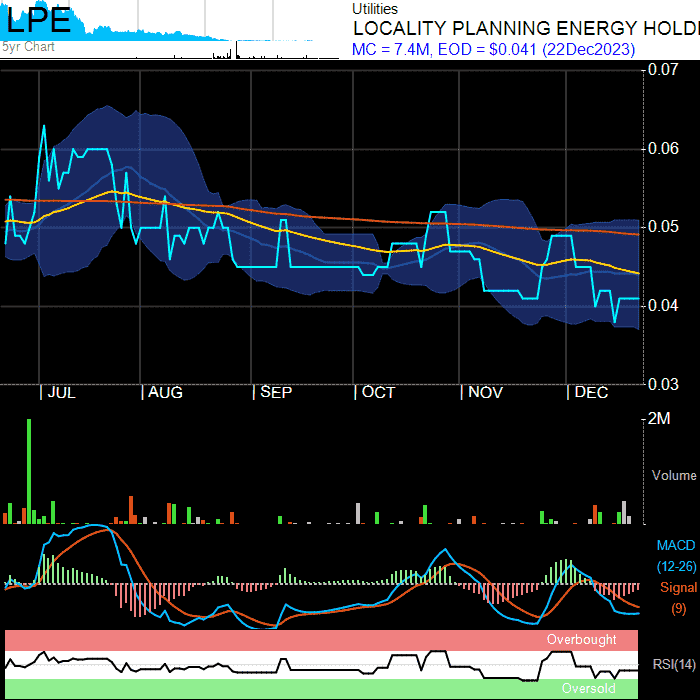 LPE
5yr Chart
Utilities
LOCALITY PLANNING ENERGY HOLDI
MC = 7.4M, EOD = $0.041 (22Dec2023)
0.07
0.06
0.05
0.04
0.03
JUL
AUG
SEP
OCT
NOV
DEC
2M
Volume
MACD
(12-26)
Signal
(9)
Overbought
RSI(14)
Oversold